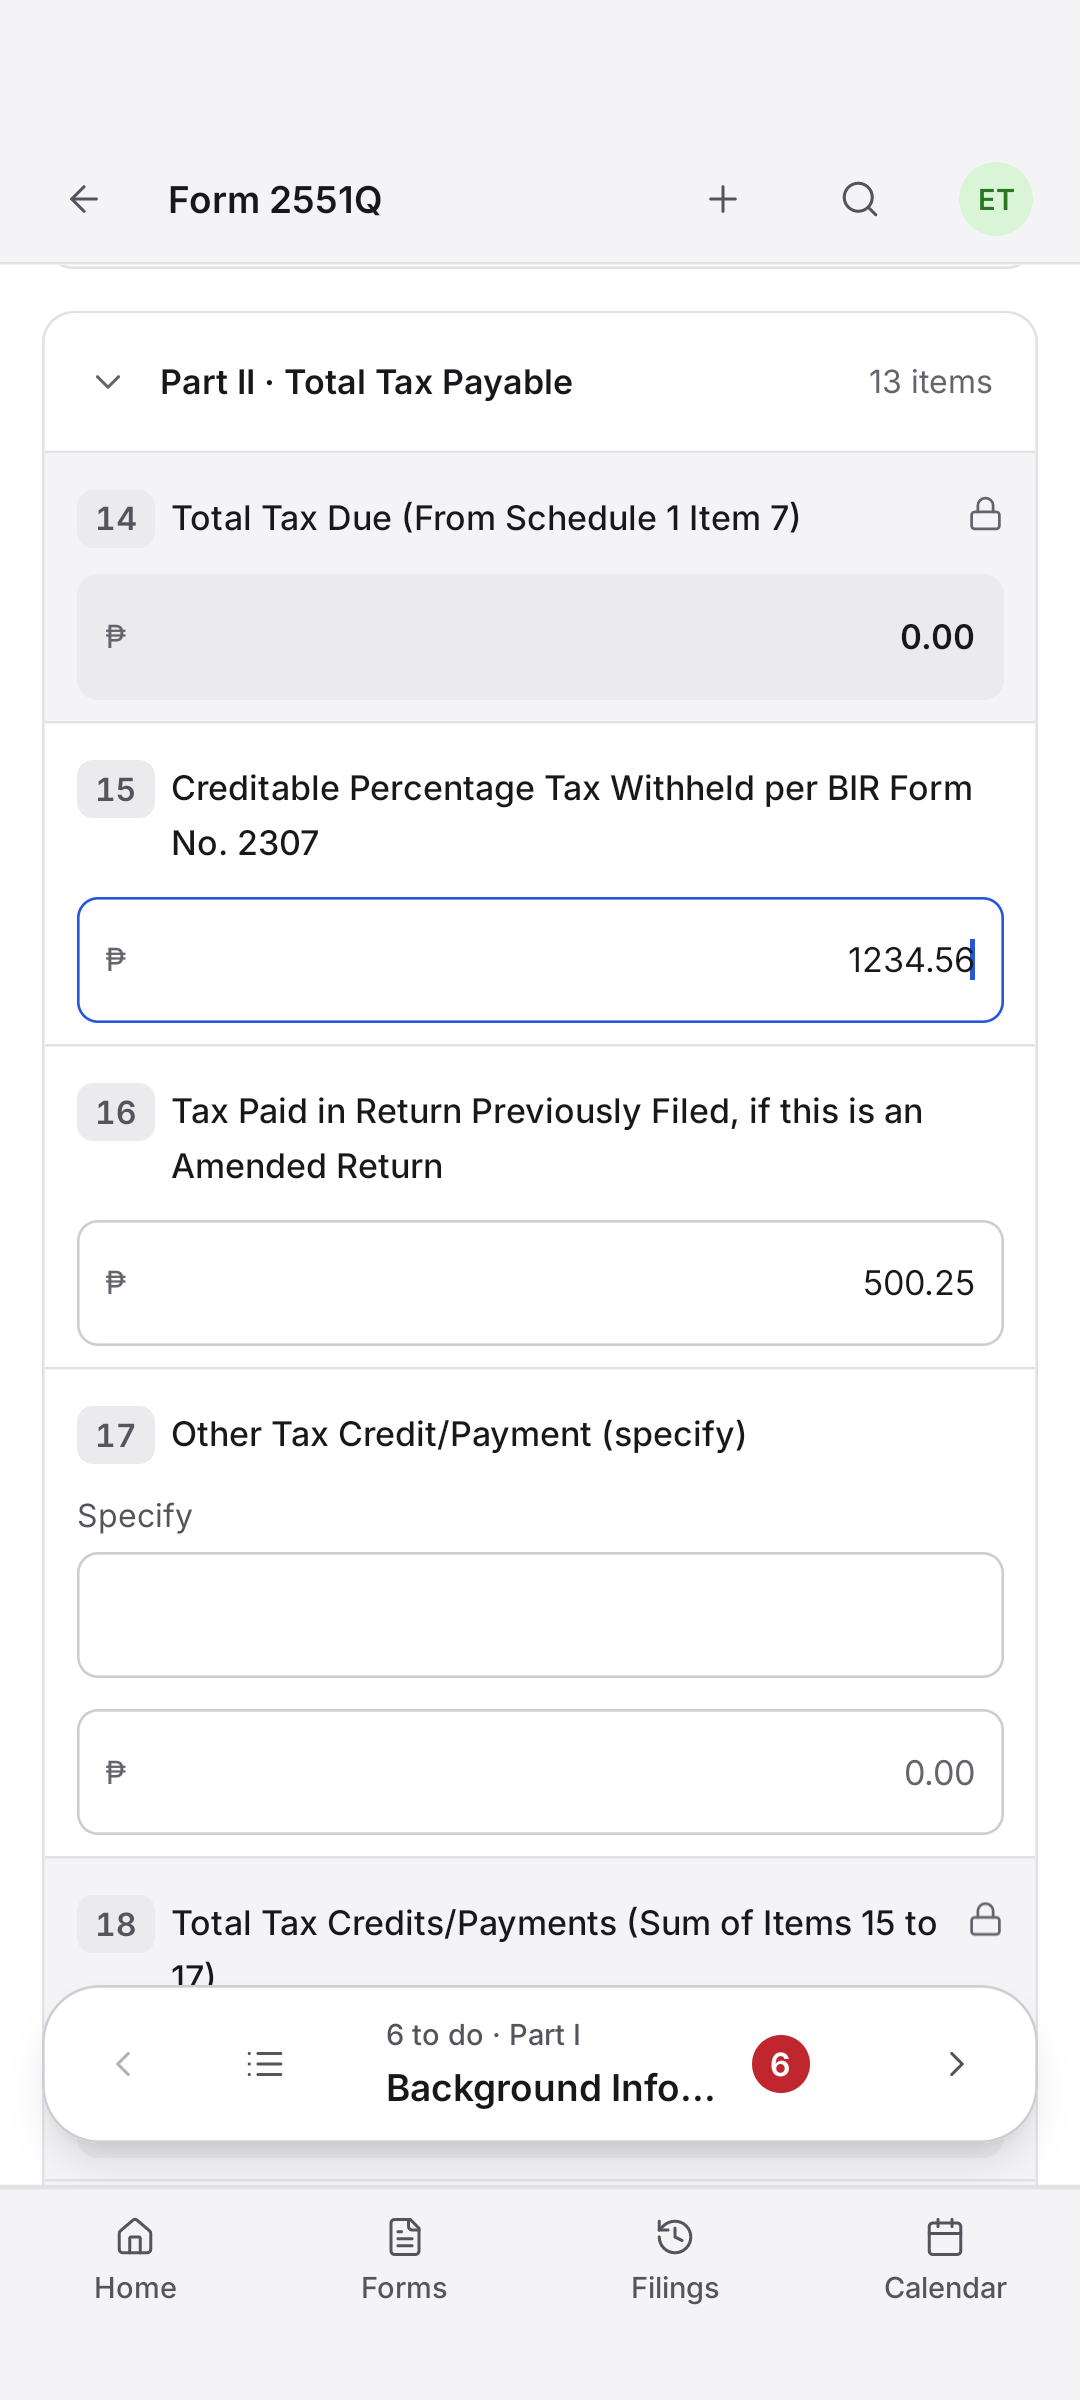 Form 2551Q
ET
Part II · Total Tax Payable
13 items
14 Total Tax Due (From Schedule 1 Item 7)
₱ 0.00
15 Creditable Percentage Tax Withheld per BIR Form
No. 2307
₱ 1234.56
16 Tax Paid in Return Previously Filed, if this is an
Amended Return
₱ 500.25
17 Other Tax Credit/Payment (specify)
Specify
₱ 0.00
18 Total Tax Credits/Payments (Sum of Items 15 to
17)
6 to do · Part I
Background Info...
6
Home
Forms
Filings
Calendar